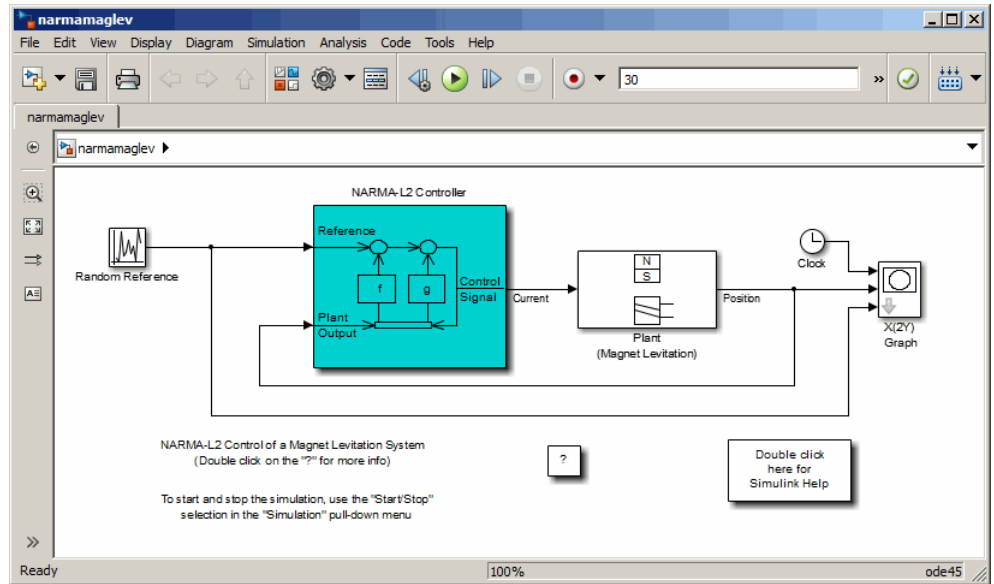 narmamaglev
File Edit View Display Diagram Simulation Analysis Code Tools Help
30
»
narmamaglev
narmamaglev
NARMA-L2 Controller
Random Reference
Reference
f
g
Control
Signal
Plant
Output
Current
N
S
Plant
(Magnet Levitation)
Position
Clock
X(2Y)
Graph
NARMA-L2 Control of a Magnet Levitation System
(Double click on the "?" for more info)
?
Double click
here for
Simulink Help
To start and stop the simulation, use the "Start/Stop"
selection in the "Simulation" pull-down menu
»
Ready
100%
ode45